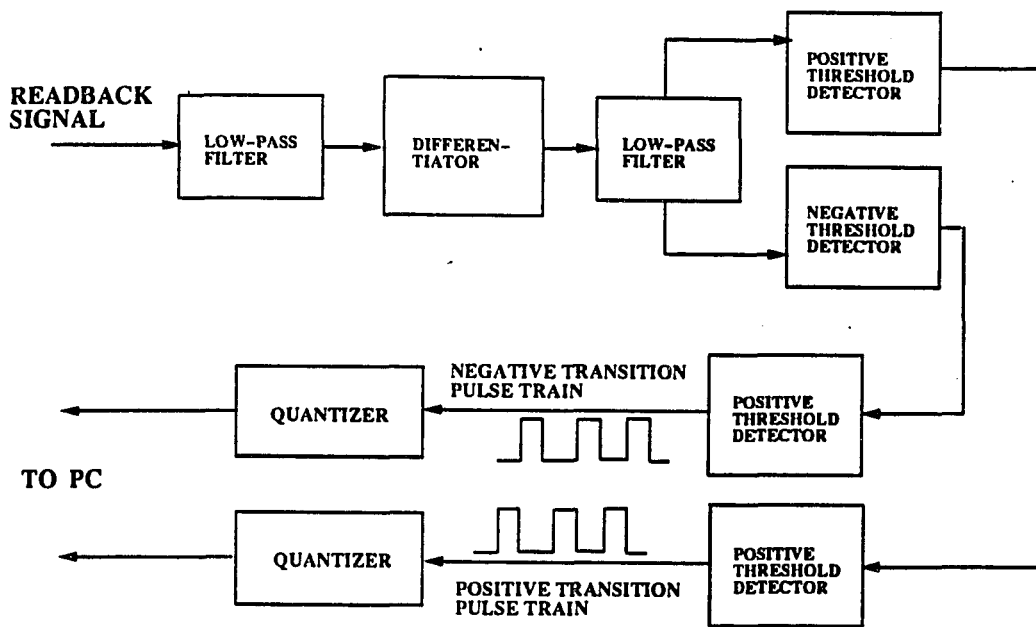 READBACK
SIGNAL
LOW-PASS
FILTER
DIFFEREN-
TIATOR
LOW-PASS
FILTER
POSITIVE
THRESHOLD
DETECTOR
NEGATIVE
THRESHOLD
DETECTOR
NEGATIVE TRANSITION
PULSE TRAIN
QUANTIZER
POSITIVE
THRESHOLD
DETECTOR
TO PC
QUANTIZER
POSITIVE TRANSITION
PULSE TRAIN
POSITIVE
THRESHOLD
DETECTOR